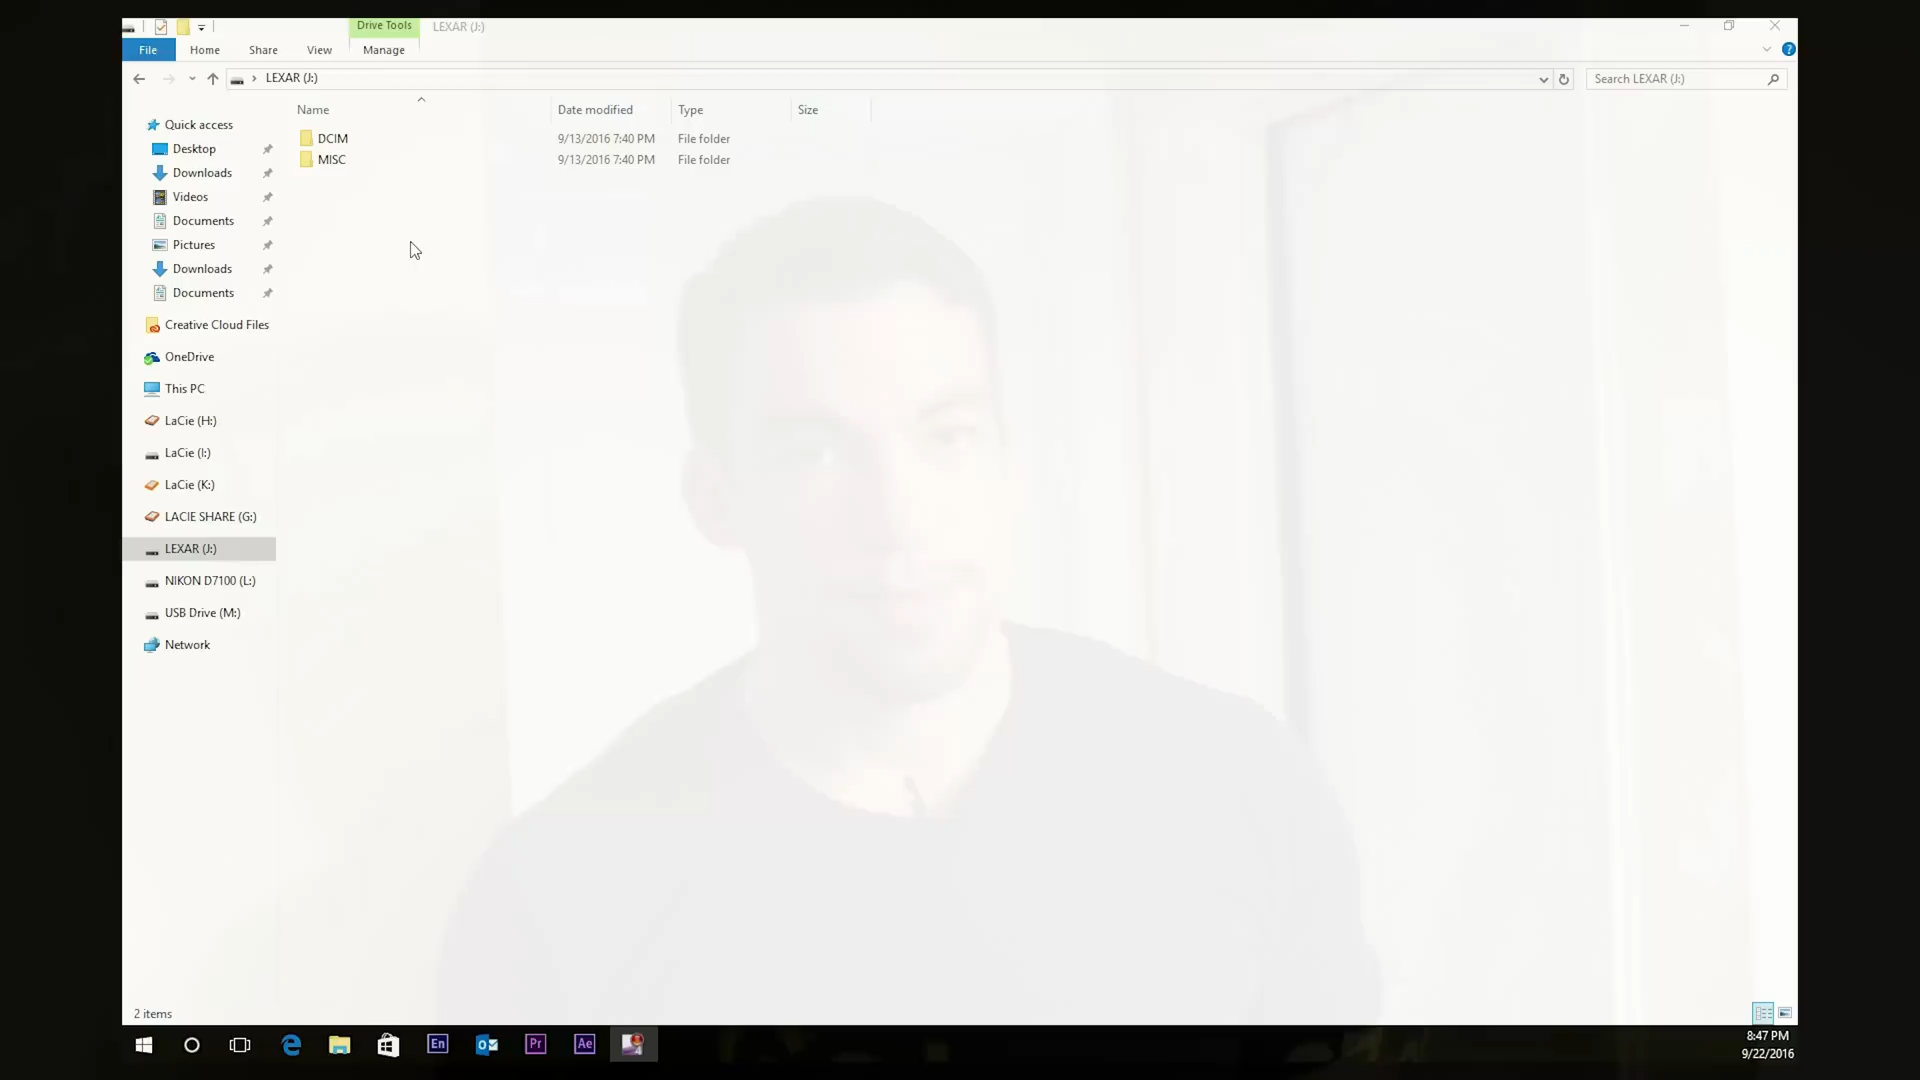 Drive Tools LEXAR (J:)
File Home Share View Manage
LEXAR (J:) Search LEXAR (J:)
Name Date modified Type Size
DCIM 9/13/2016 7:40 PM File folder
MISC 9/13/2016 7:40 PM File folder
Quick access
Desktop
Downloads
Videos
Documents
Pictures
Downloads
Documents
Creative Cloud Files
OneDrive
This PC
LaCie (H:)
LaCie (I:)
LaCie (K:)
LACIE SHARE (G:)
LEXAR (J:)
NIKON D7100 (L:)
USB Drive (M:)
Network
2 items
En Pr Ae
8:47 PM
9/22/2016